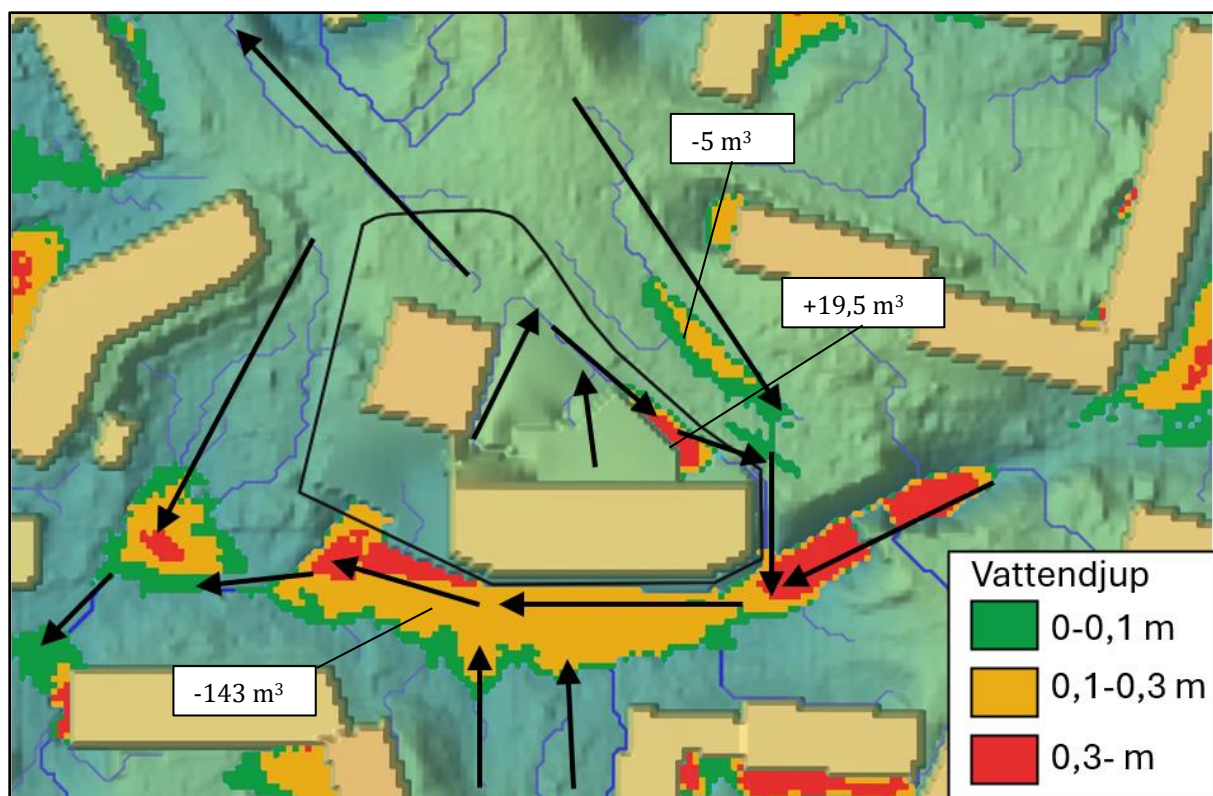 -5 m³
+19,5 m³
-143 m³
Vattendjup
0-0,1 m
0,1-0,3 m
0,3- m